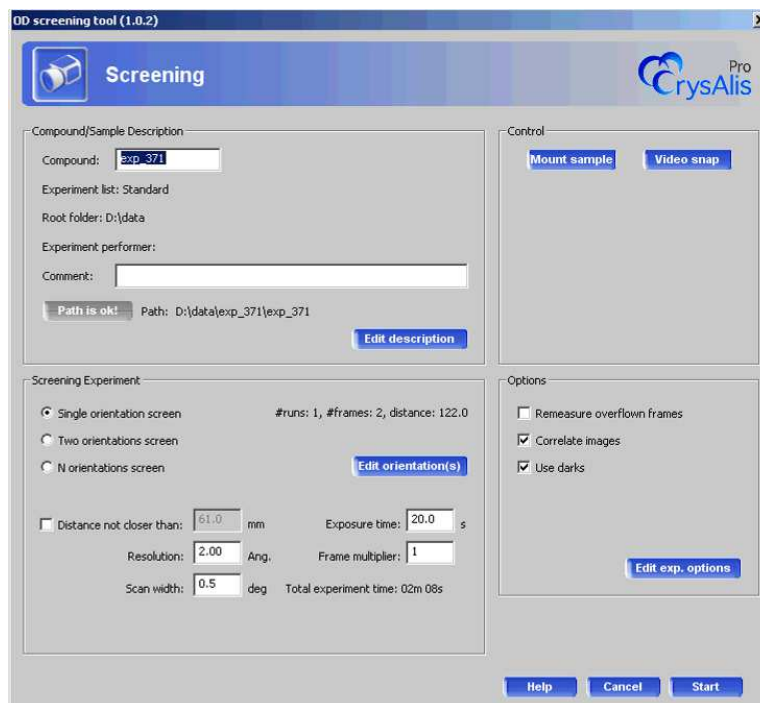 OD screening tool (1.0.2)
Screening
CrysAlis Pro
Compound/Sample Description
Compound: exp_371
Experiment list: Standard
Root folder: D:\data
Experiment performer:
Comment:
Path is ok! Path: D:\data\exp_371\exp_371
Edit description
Control
Mount sample Video snap
Screening Experiment
Single orientation screen #runs: 1, #frames: 2, distance: 122.0
Two orientations screen
N orientations screen Edit orientation(s)
Distance not closer than: 61.0 mm Exposure time: 20.0 s
Resolution: 2.00 Ang. Frame multiplier: 1
Scan width: 0.5 deg Total experiment time: 02m 08s
Options
Remeasure overflown frames
Correlate images
Use darks
Edit exp. options
Help Cancel Start